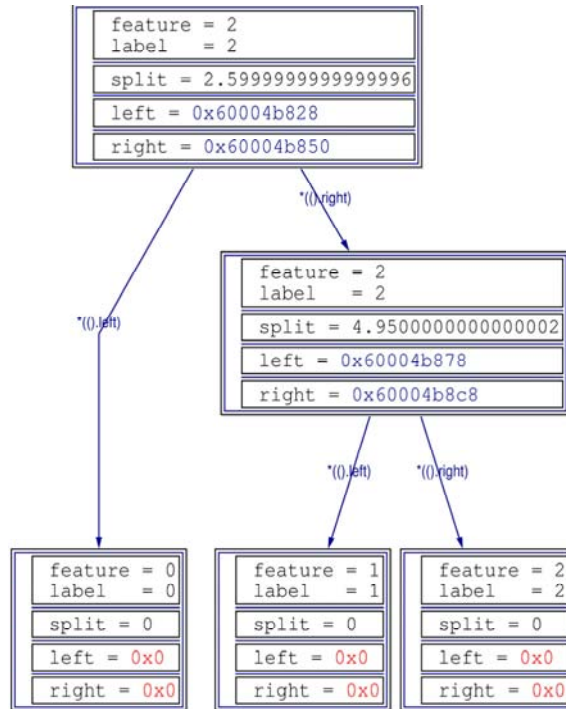 feature = 2
label   = 2
split = 2.5999999999999996
left = 0x60004b828
right = 0x60004b850
*(().right)
*(().left)
feature = 2
label   = 2
split = 4.9500000000000002
left = 0x60004b878
right = 0x60004b8c8
*(().left)
*(().right)
feature = 0
label   = 0
split = 0
left = 0x0
right = 0x0
feature = 1
label   = 1
split = 0
left = 0x0
right = 0x0
feature = 2
label   = 2
split = 0
left = 0x0
right = 0x0